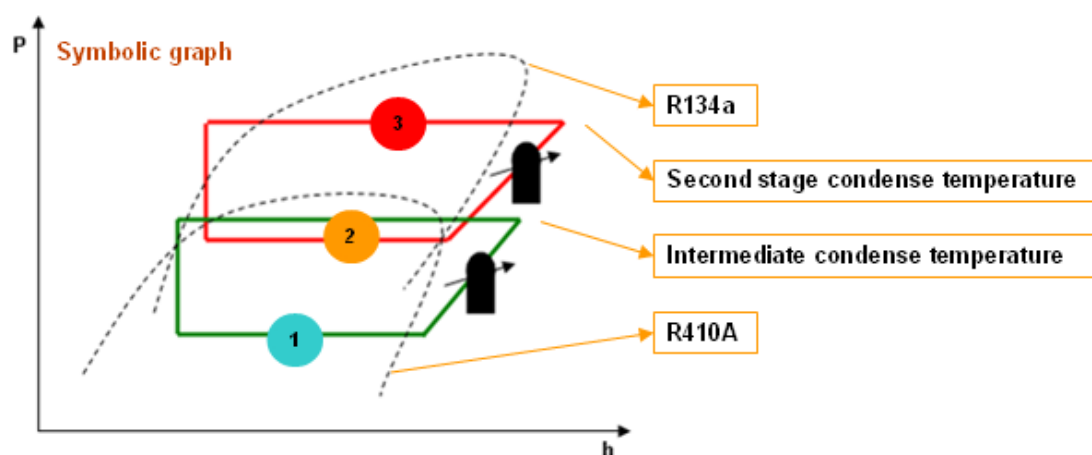 P
Symbolic graph
R134a
3
Second stage condense temperature
2
Intermediate condense temperature
R410A
1
h